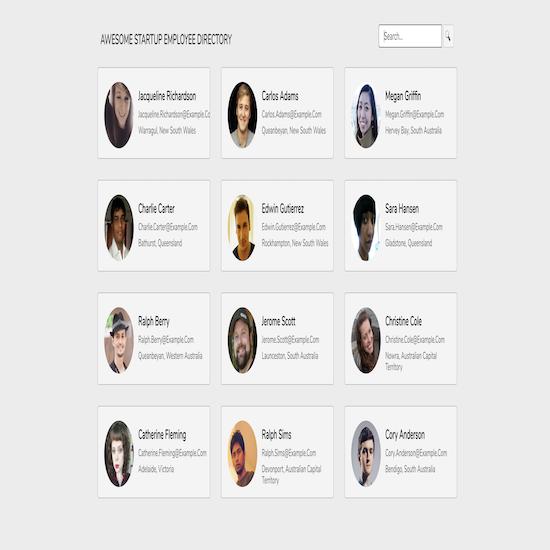 AWESOME STARTUP EMPLOYEE DIRECTORY
Search...
Jacqueline Richardson
Jacqueline.Richardson@Example.Co
Warragul, New South Wales
Carlos Adams
Carlos.Adams@Example.Com
Queanbeyan, New South Wales
Megan Griffin
Megan.Griffin@Example.Com
Hervey Bay, South Australia
Charlie Carter
Charlie.Carter@Example.Com
Bathurst, Queensland
Edwin Gutierrez
Edwin.Gutierrez@Example.Com
Rockhampton, New South Wales
Sara Hansen
Sara.Hansen@Example.Com
Gladstone, Queensland
Ralph Berry
Ralph.Berry@Example.Com
Queanbeyan, Western Australia
Jerome Scott
Jerome.Scott@Example.Com
Launceston, South Australia
Christine Cole
Christine.Cole@Example.Com
Nowra, Australian Capital
Territory
Catherine Fleming
Catherine.Fleming@Example.Com
Adelaide, Victoria
Ralph Sims
Ralph.Sims@Example.Com
Devonport, Australian Capital
Territory
Cory Anderson
Cory.Anderson@Example.Com
Bendigo, South Australia